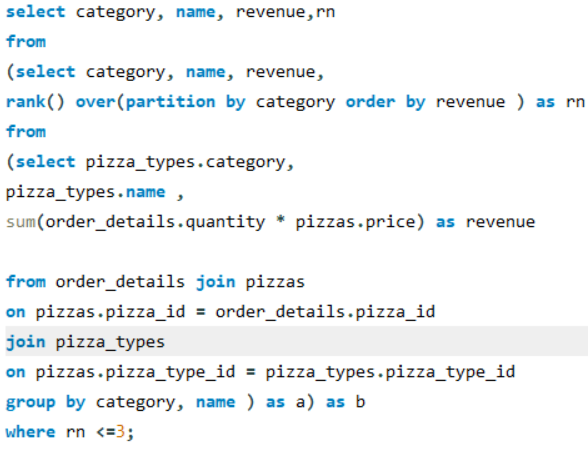 select category, name, revenue,rn
from
(select category, name, revenue,
rank() over(partition by category order by revenue ) as rn
from
(select pizza_types.category,
pizza_types.name ,
sum(order_details.quantity * pizzas.price) as revenue
from order_details join pizzas
on pizzas.pizza_id = order_details.pizza_id
join pizza_types
on pizzas.pizza_type_id = pizza_types.pizza_type_id
group by category, name ) as a) as b
where rn <=3;